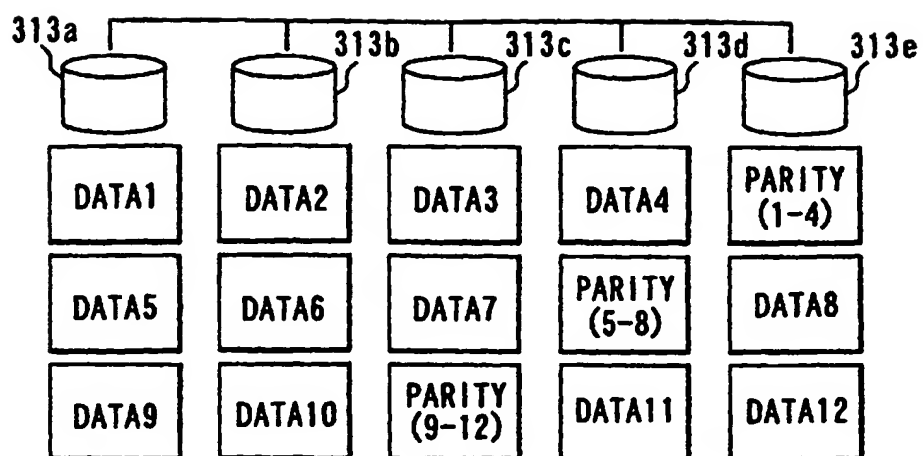 313a 313b 313c 313d 313e
DATA1 DATA2 DATA3 DATA4 PARITY (1-4)
DATA5 DATA6 DATA7 PARITY (5-8) DATA8
DATA9 DATA10 PARITY (9-12) DATA11 DATA12